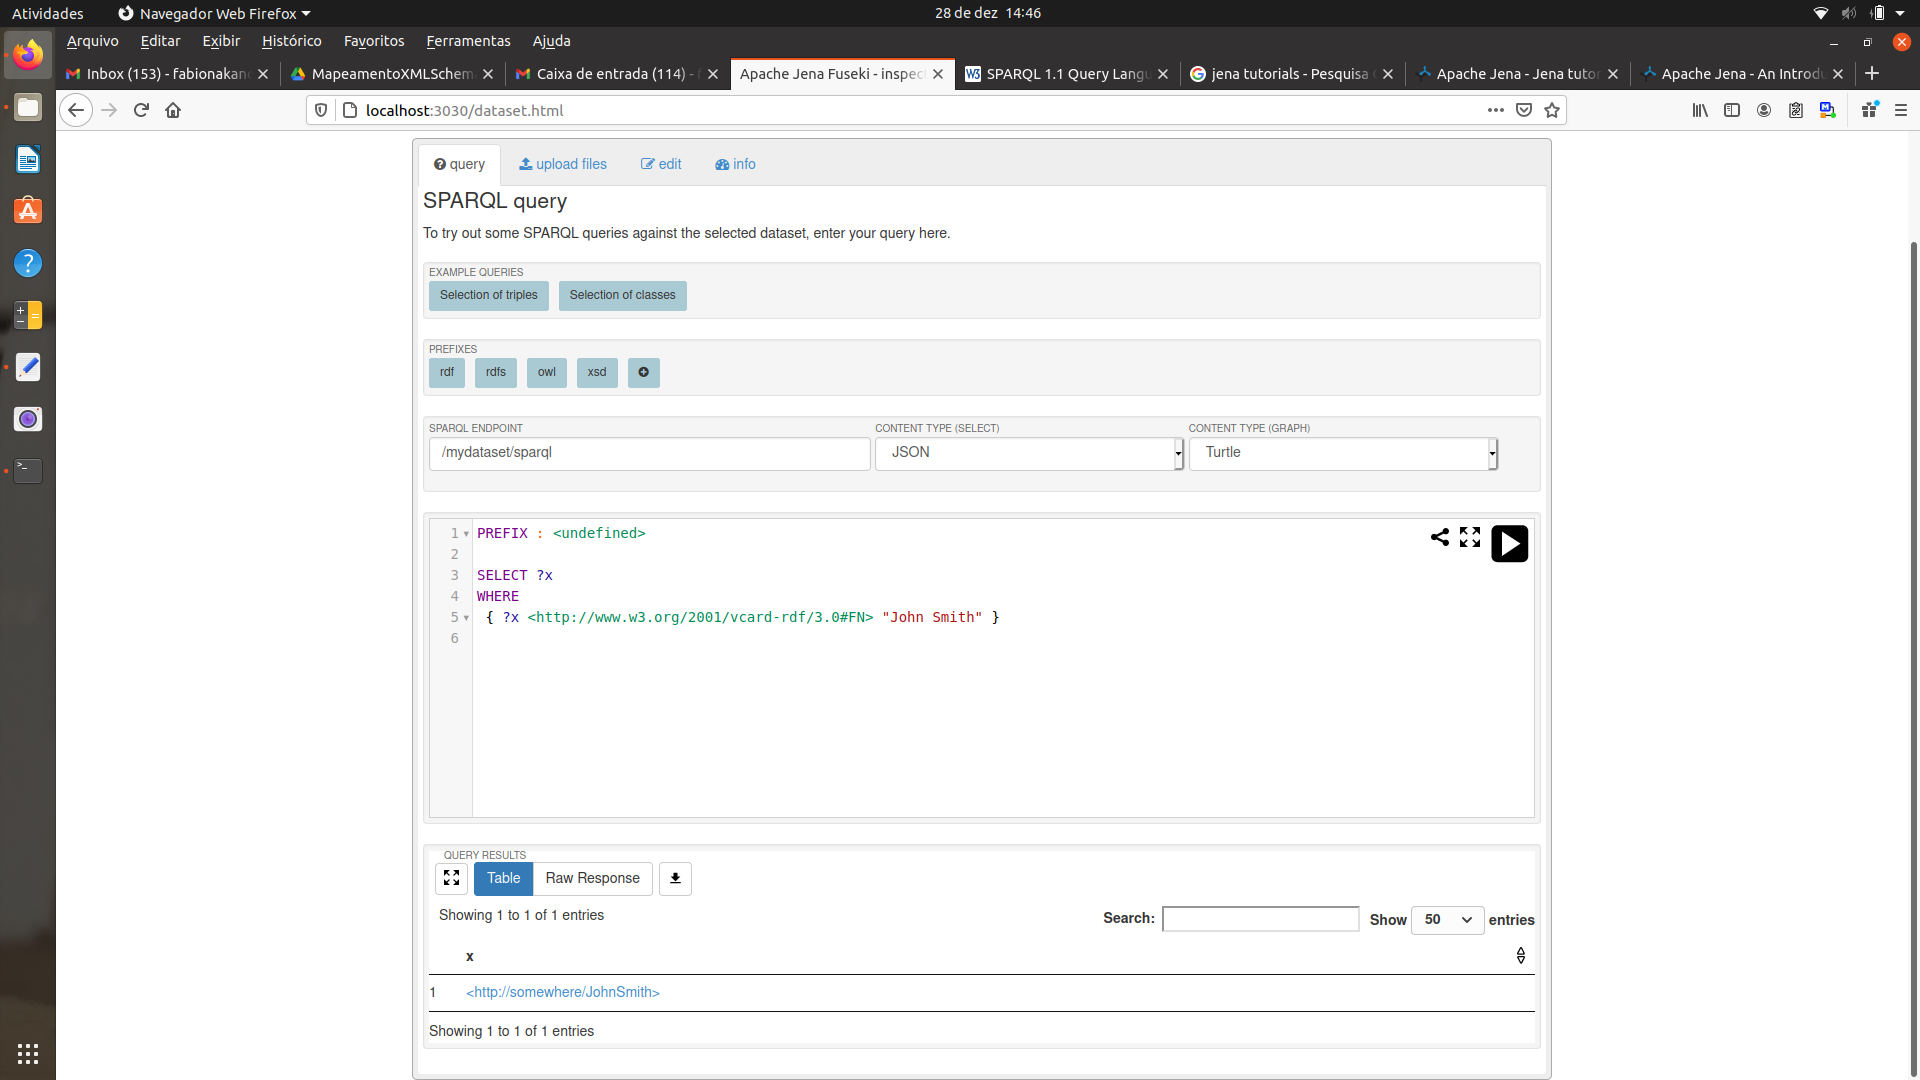 Atividades
Navegador Web Firefox
28 de dez 14:46
Arquivo Editar Exibir Histórico Favoritos Ferramentas Ajuda
Inbox (153) - fabionakan
MapeamentoXMLSchem
Caixa de entrada (114) -
Apache Jena Fuseki - inspec
SPARQL 1.1 Query Langu
jena tutorials - Pesquisa
Apache Jena - Jena tutor
Apache Jena - An Introdu
localhost:3030/dataset.html
query
upload files
edit
info
SPARQL query
To try out some SPARQL queries against the selected dataset, enter your query here.
EXAMPLE QUERIES
Selection of triples
Selection of classes
PREFIXES
rdf rdfs owl xsd
SPARQL ENDPOINT
/mydataset/sparql
CONTENT TYPE (SELECT)
JSON
CONTENT TYPE (GRAPH)
Turtle
1 PREFIX : <undefined>
2
3 SELECT ?x
4 WHERE
5 { ?x <http://www.w3.org/2001/vcard-rdf/3.0#FN> "John Smith" }
6
QUERY RESULTS
Table
Raw Response
Showing 1 to 1 of 1 entries
Search:
Show 50 entries
x
1 <http://somewhere/JohnSmith>
Showing 1 to 1 of 1 entries